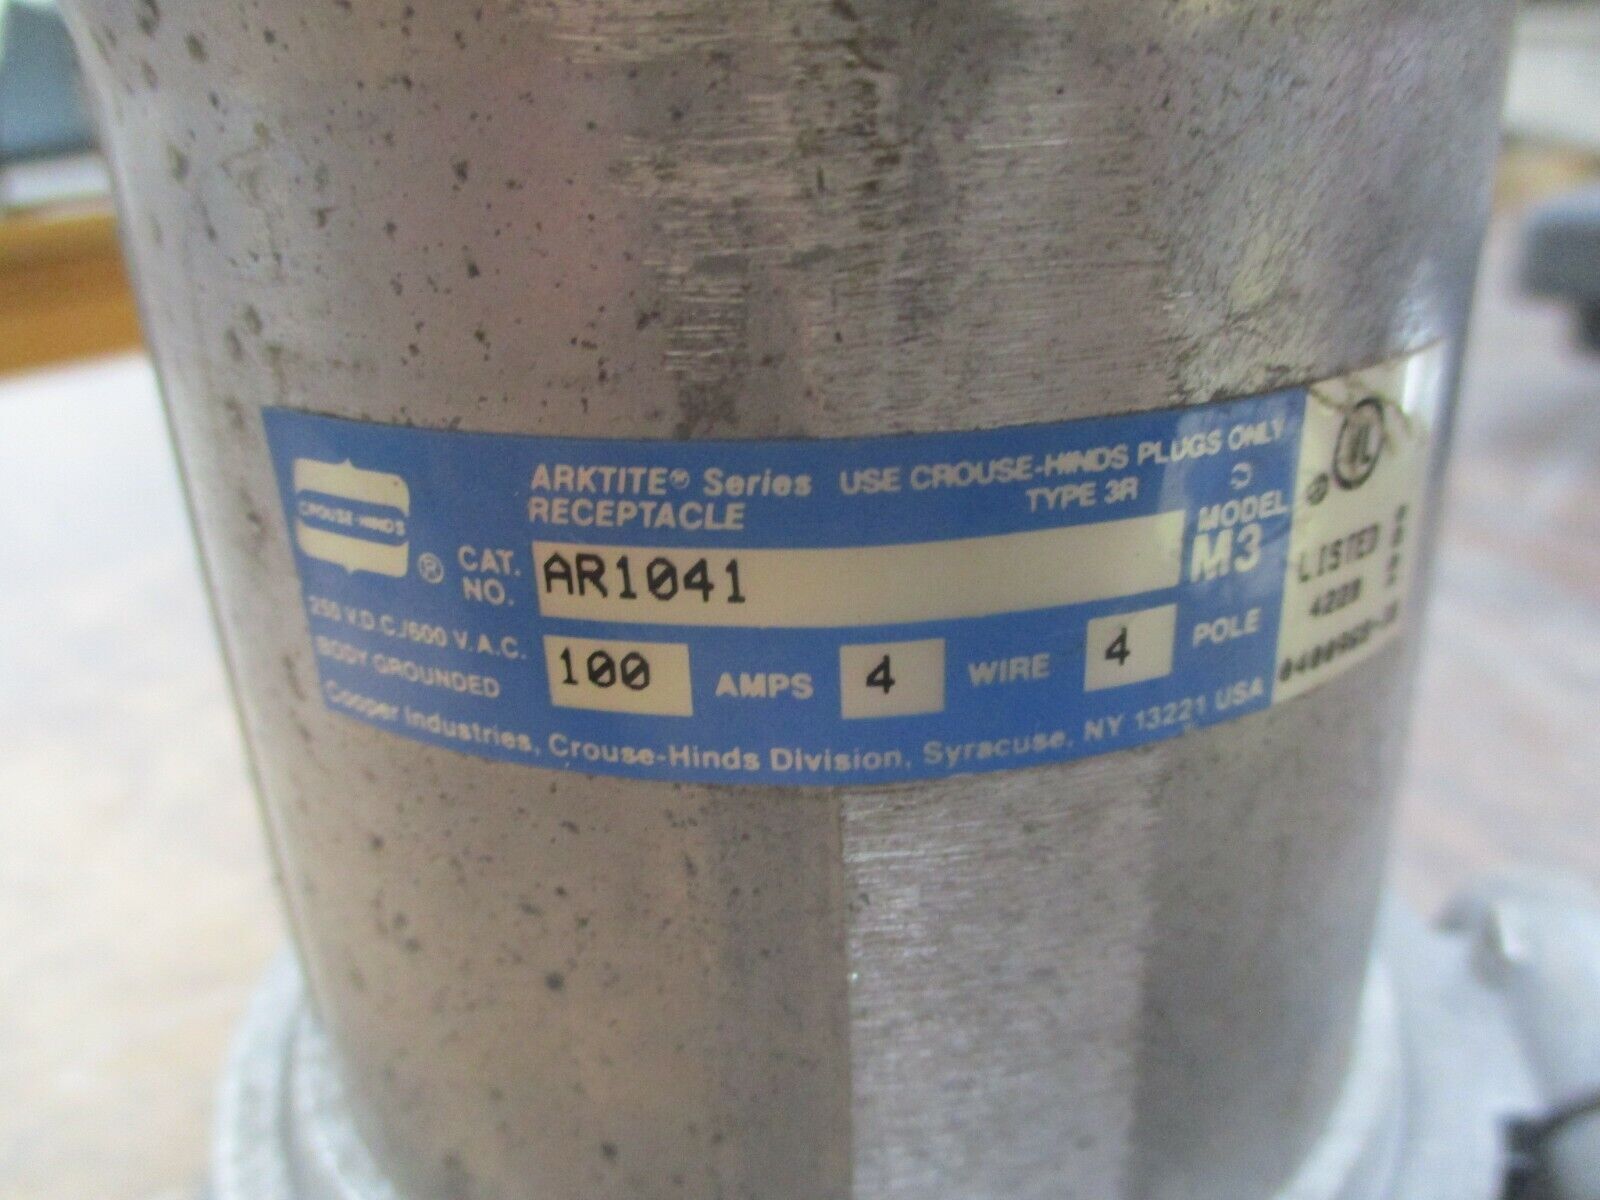 CROUSE-HINDS ®
ARKTITE® Series
RECEPTACLE
USE CROUSE-HINDS PLUGS ONLY
TYPE 3R
MODEL
M3
CAT.
NO.
AR1041
250 V.D.C./600 V.A.C.
BODY GROUNDED
100 AMPS 4 WIRE 4 POLE
Cooper Industries, Crouse-Hinds Division, Syracuse, NY 13221 USA
UL
LISTED